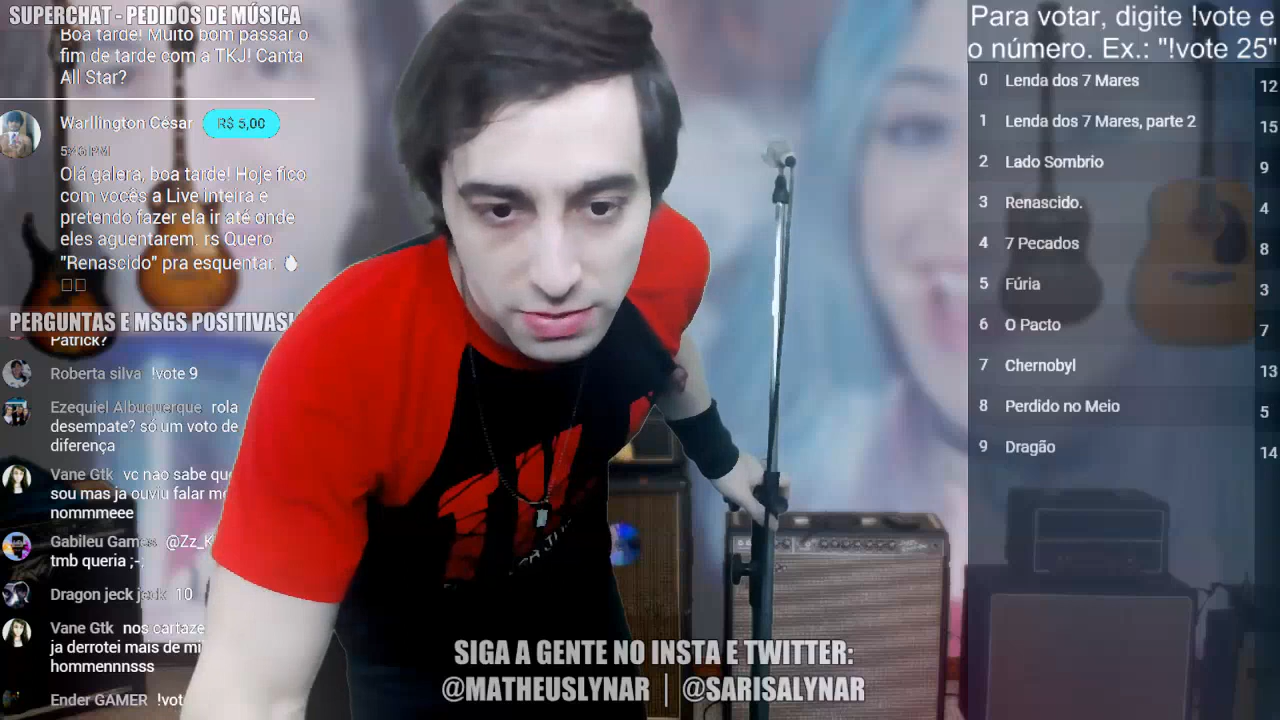 SUPERCHAT - PEDIDOS DE MÚSICA
Boa tarde! Muito bom passar o
fim de tarde com a TKJ! Canta
All Star?
Warllington César R$ 5,00
Olá galera, boa tarde! Hoje fico
com vocês a Live inteira e
pretendo fazer ela ir até onde
eles aguentarem. rs Quero
"Renascido" pra esquentar.
PERGUNTAS E MSGS POSITIVAS!
Patrick?
Roberta silva !vote 9
Ezequiel Albuquerque rola
desempate? só um voto de
diferença
Vane Gtk vc nao sabe que
sou mas ja ouviu falar m
nommmeee
Gabileu Games @Zz_K
tmb queria ;-;
Dragon jeck jeck 10
Vane Gtk nos cartaze
ja derrotei mais de mi
hommennnsss
Ender GAMER !vot
Para votar, digite !vote e
o número. Ex.: "!vote 25"
0 Lenda dos 7 Mares 12
1 Lenda dos 7 Mares, parte 2 15
2 Lado Sombrio 9
3 Renascido. 4
4 7 Pecados 8
5 Fúria 3
6 O Pacto 7
7 Chernobyl 13
8 Perdido no Meio 5
9 Dragão 14
SIGA A GENTE NO INSTA E TWITTER:
@MATHEUSLYNAR | @SARISALYNAR